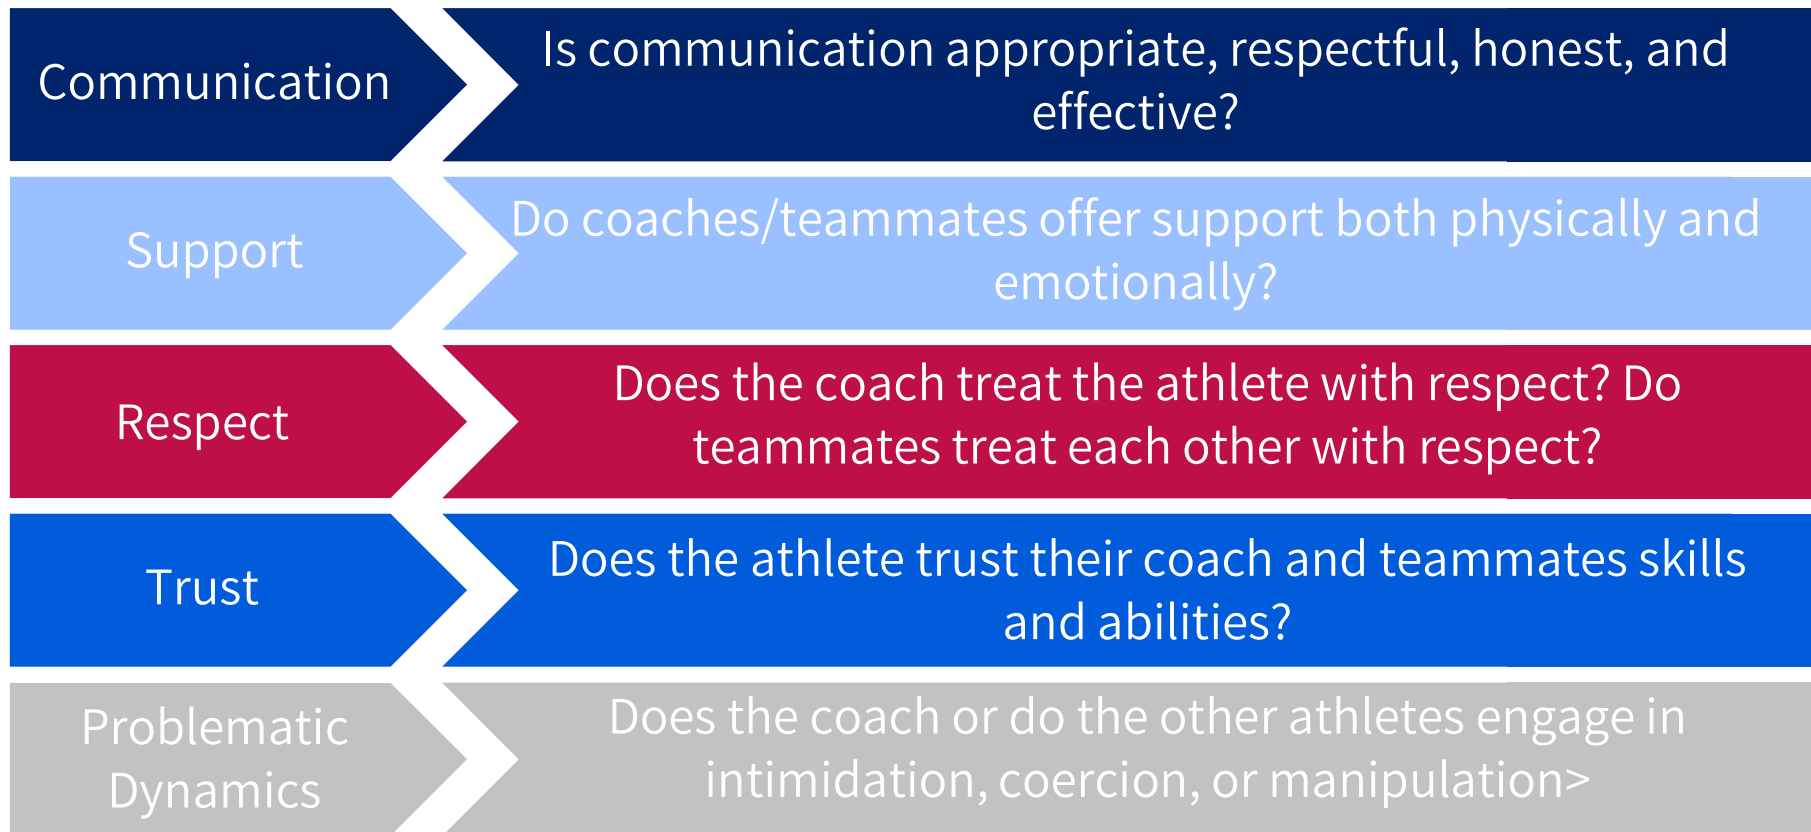 Communication
Is communication appropriate, respectful, honest, and
effective?
Support
Do coaches/teammates offer support both physically and
emotionally?
Respect
Does the coach treat the athlete with respect? Do
teammates treat each other with respect?
Trust
Does the athlete trust their coach and teammates skills
and abilities?
Problematic
Dynamics
Does the coach or do the other athletes engage in
intimidation, coercion, or manipulation>